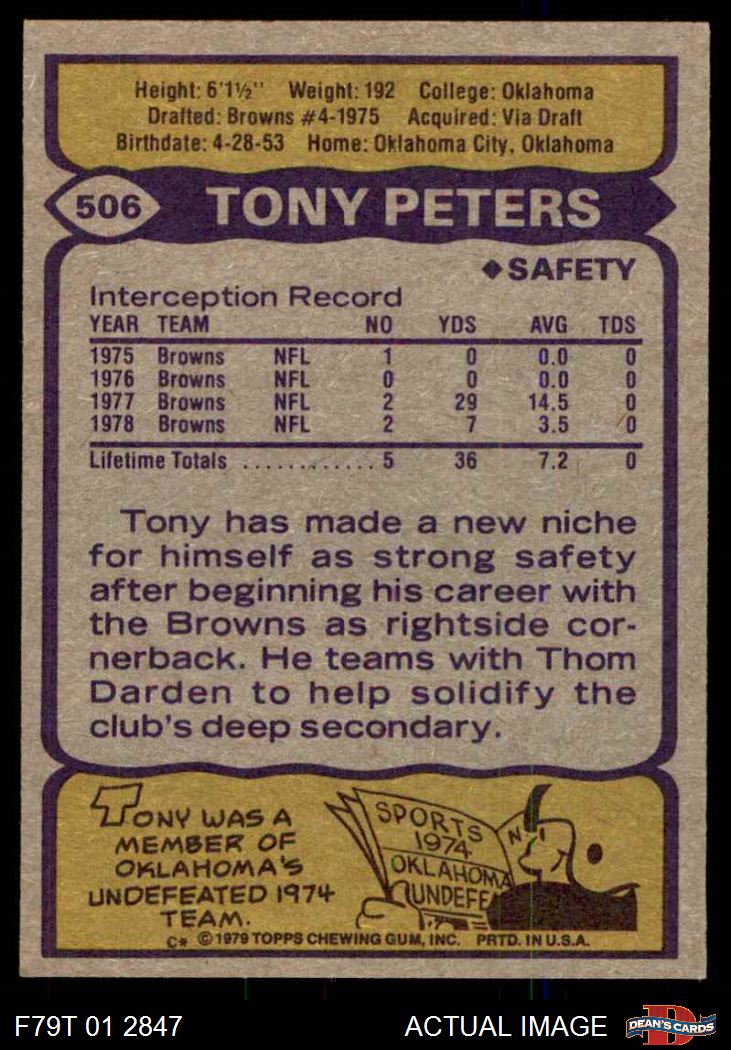 Height: 6'1½" Weight: 192 College: Oklahoma
Drafted: Browns #4-1975 Acquired: Via Draft
Birthdate: 4-28-53 Home: Oklahoma City, Oklahoma
506 TONY PETERS
◆SAFETY
Interception Record
YEAR TEAM NO YDS AVG TDS
1975 Browns NFL 1 0 0.0 0
1976 Browns NFL 0 0 0.0 0
1977 Browns NFL 2 29 14.5 0
1978 Browns NFL 2 7 3.5 0
Lifetime Totals ............ 5 36 7.2 0
Tony has made a new niche
for himself as strong safety
after beginning his career with
the Browns as rightside cor-
nerback. He teams with Thom
Darden to help solidify the
club's deep secondary.
TONY WAS A
MEMBER OF
OKLAHOMA'S
UNDEFEATED 1974
TEAM.
SPORTS
1974
OKLAHOMA
UNDEFE
C* © 1979 TOPPS CHEWING GUM, INC. PRTD. IN U.S.A.
F79T 01 2847 ACTUAL IMAGE DEAN'S CARDS